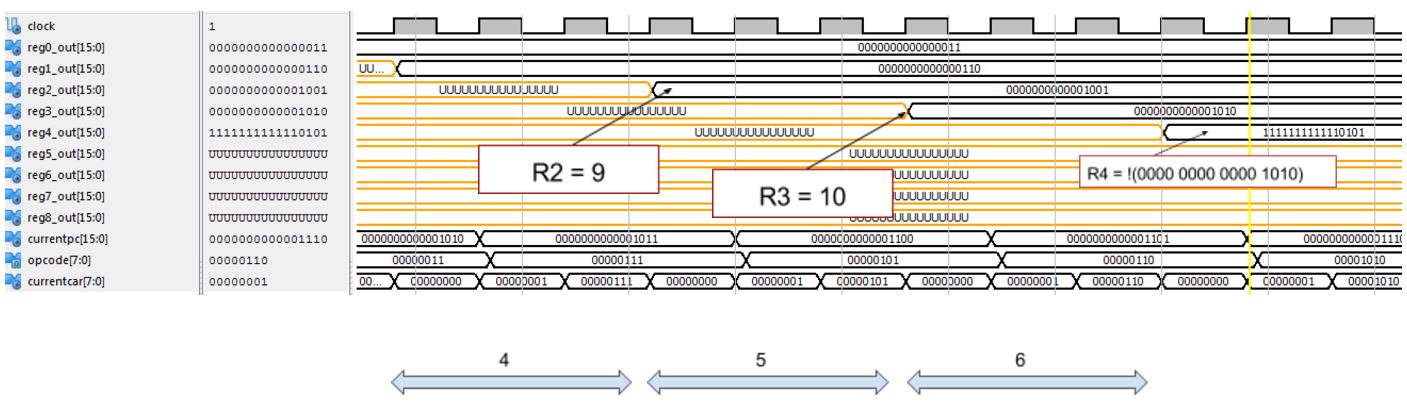 clock 1
reg0_out[15:0] 0000000000000011 0000000000000011
reg1_out[15:0] 0000000000000110 UU... 0000000000000110
reg2_out[15:0] 0000000000001001 UUUUUUUUUUUUUUUU 0000000000001001
reg3_out[15:0] 0000000000001010 UUUUUUUUUUUUUUUU 0000000000001010
reg4_out[15:0] 1111111111110101 UUUUUUUUUUUUUUUU 1111111111110101
reg5_out[15:0] UUUUUUUUUUUUUUUU UUUUUUUUUUUUUUUU
R2 = 9
R3 = 10
R4 = !(0000 0000 0000 1010)
reg6_out[15:0] UUUUUUUUUUUUUUUU
reg7_out[15:0] UUUUUUUUUUUUUUUU
reg8_out[15:0] UUUUUUUUUUUUUUUU UUUUUUUUUUUUUUUU
currentpc[15:0] 0000000000001110 0000000000001010 0000000000001011 0000000000001100 0000000000001101 0000000000001110
opcode[7:0] 00000110 00000011 00000111 00000101 00000110 00001010
currentcar[7:0] 00000001 00... 00000000 00000001 00000111 00000000 00000001 00000101 00000000 00000001 00000110 00000000 00000001 00001010
4 5 6